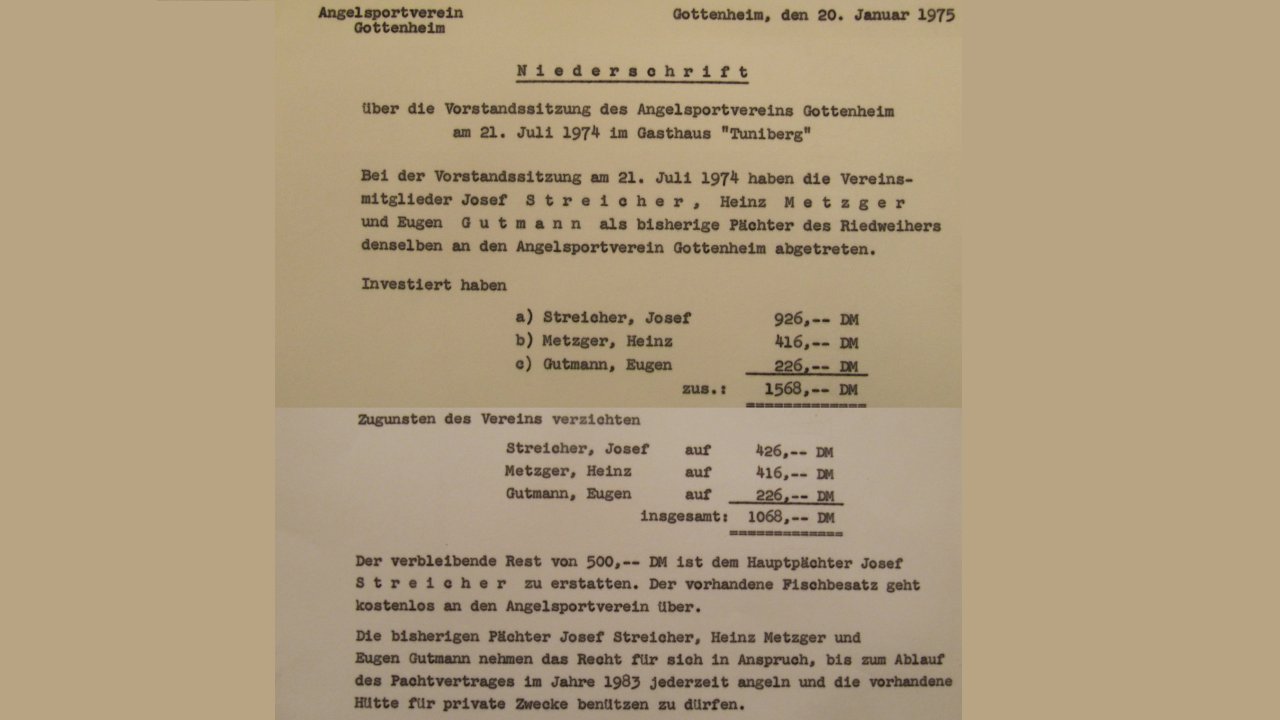 Angelsportverein
Gottenheim
Gottenheim, den 20. Januar 1975
N i e d e r s c h r i f t
über die Vorstandssitzung des Angelsportvereins Gottenheim
am 21. Juli 1974 im Gasthaus "Tuniberg"
Bei der Vorstandssitzung am 21. Juli 1974 haben die Vereins-
mitglieder Josef S t r e i c h e r , Heinz M e t z g e r
und Eugen G u t m a n n als bisherige Pächter des Riedweihers
denselben an den Angelsportverein Gottenheim abgetreten.
Investiert haben
a) Streicher, Josef 926,-- DM
b) Metzger, Heinz 416,-- DM
c) Gutmann, Eugen 226,-- DM
zus.: 1568,-- DM
Zugunsten des Vereins verzichten
Streicher, Josef auf 426,-- DM
Metzger, Heinz auf 416,-- DM
Gutmann, Eugen auf 226,-- DM
insgesamt: 1068,-- DM
Der verbleibende Rest von 500,-- DM ist dem Hauptpächter Josef
S t r e i c h e r zu erstatten. Der vorhandene Fischbesatz geht
kostenlos an den Angelsportverein über.
Die bisherigen Pächter Josef Streicher, Heinz Metzger und
Eugen Gutmann nehmen das Recht für sich in Anspruch, bis zum Ablauf
des Pachtvertrages im Jahre 1983 jederzeit angeln und die vorhandene
Hütte für private Zwecke benützen zu dürfen.